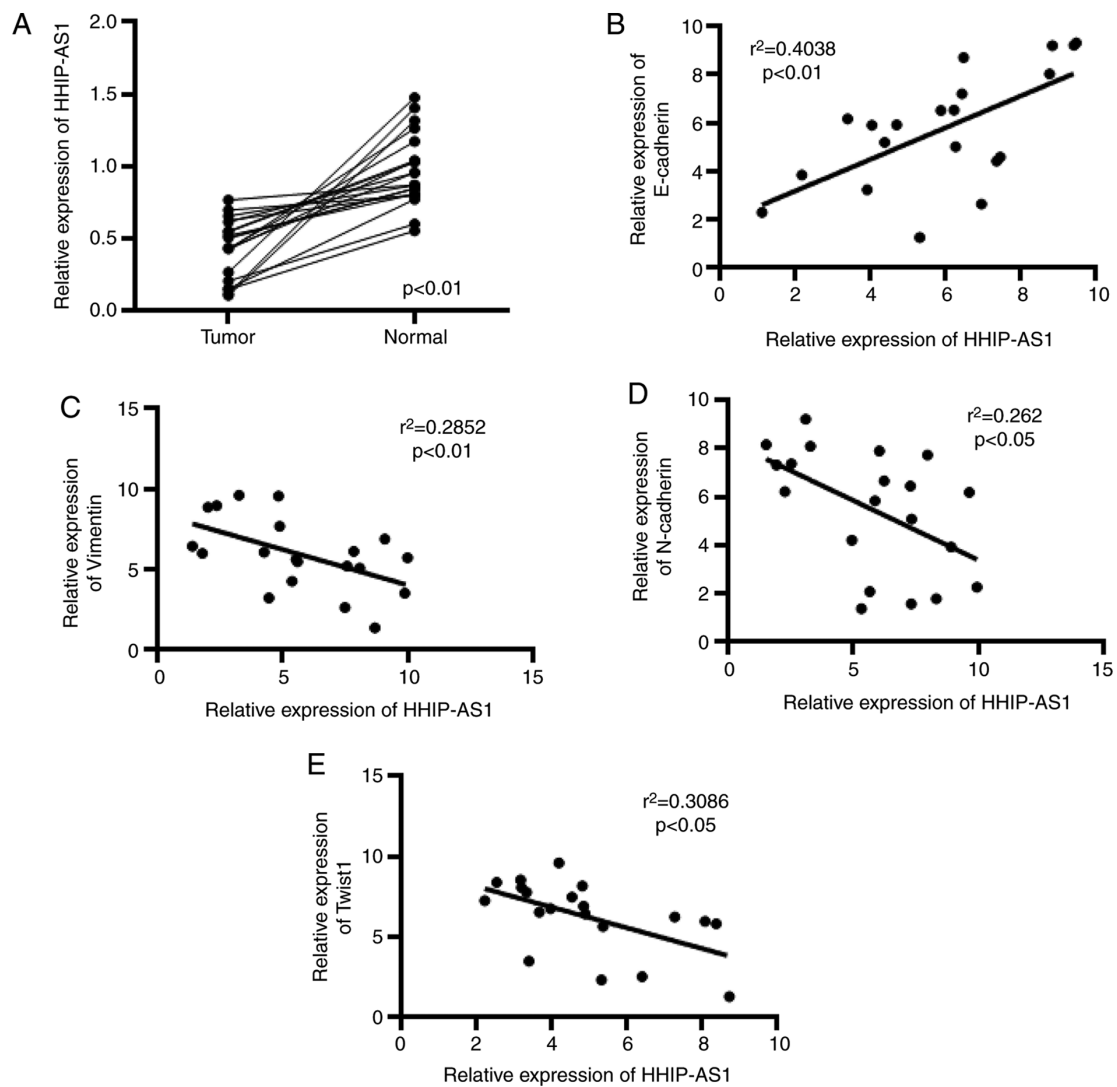 A
Relative expression of HHIP-AS1
2.0
1.5
1.0
0.5
0.0
p<0.01
Tumor
Normal
B
Relative expression of
E-cadherin
10
8
6
4
2
0
r²=0.4038
p<0.01
0
2
4
6
8
10
Relative expression of HHIP-AS1
C
Relative expression
of Vimentin
15
10
5
0
r²=0.2852
p<0.01
0
5
10
15
Relative expression of HHIP-AS1
D
Relative expression
of N-cadherin
10
8
6
4
2
0
r²=0.262
p<0.05
0
5
10
15
Relative expression of HHIP-AS1
E
Relative expression
of Twist1
15
10
5
0
r²=0.3086
p<0.05
0
2
4
6
8
10
Relative expression of HHIP-AS1